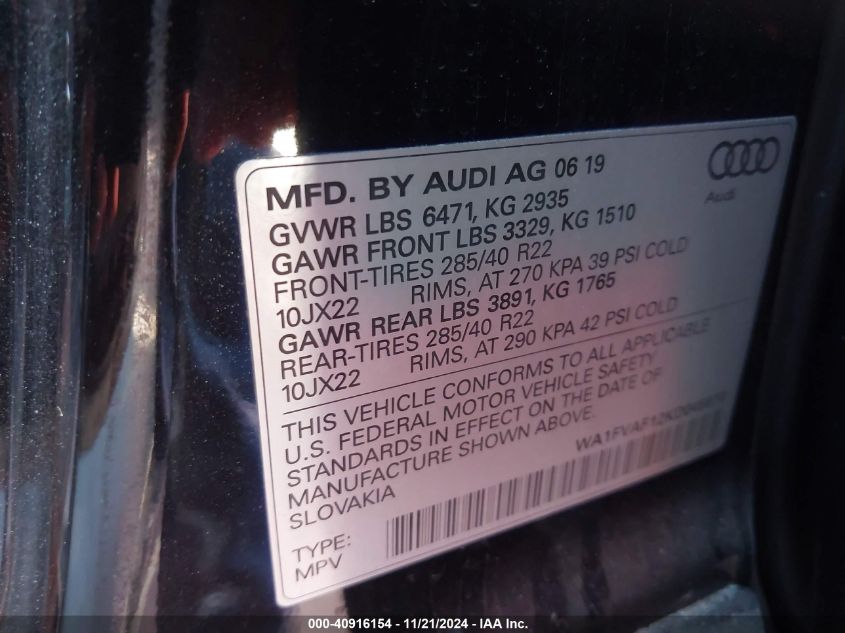 MFD. BY AUDI AG 06 19
Audi
GVWR LBS 6471, KG 2935
GAWR FRONT LBS 3329, KG 1510
FRONT-TIRES 285/40 R22
10JX22 RIMS, AT 270 KPA 39 PSI COLD
GAWR REAR LBS 3891, KG 1765
REAR-TIRES 285/40 R22
10JX22 RIMS, AT 290 KPA 42 PSI COLD
THIS VEHICLE CONFORMS TO ALL APPLICABLE
U.S. FEDERAL MOTOR VEHICLE SAFETY
STANDARDS IN EFFECT ON THE DATE OF
MANUFACTURE SHOWN ABOVE.
SLOVAKIA
TYPE:
MPV
000-40916154 - 11/21/2024 - IAA Inc.